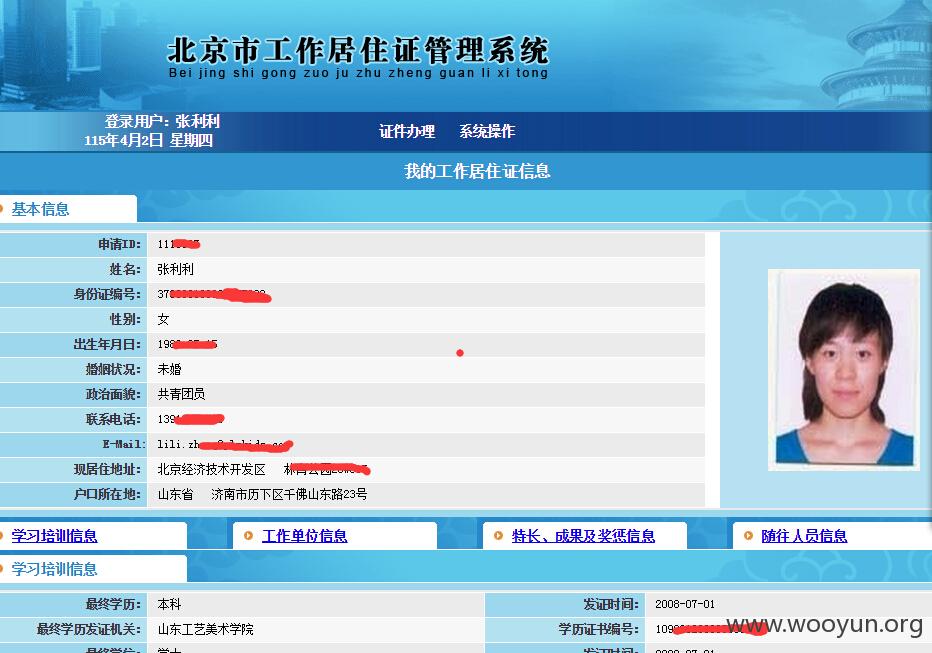 北京市工作居住证管理系统
Bei jing shi gong zuo ju zhu zheng guan li xi tong
登录用户：张利利
115年4月2日 星期四
证件办理 系统操作
我的工作居住证信息
基本信息
申请ID: 111
姓名: 张利利
身份证编号: 37
性别: 女
出生年月日: 198
婚姻状况: 未婚
政治面貌: 共青团员
联系电话: 139
E-Mail: lili.zh
现居住地址: 北京经济技术开发区
户口所在地: 山东省 济南市历下区千佛山东路23号
学习培训信息 工作单位信息 特长、成果及奖惩信息 随往人员信息
学习培训信息
最终学历: 本科 发证时间: 2008-07-01
最终学历发证机关: 山东工艺美术学院 学历证书编号: 109
www.wooyun.org